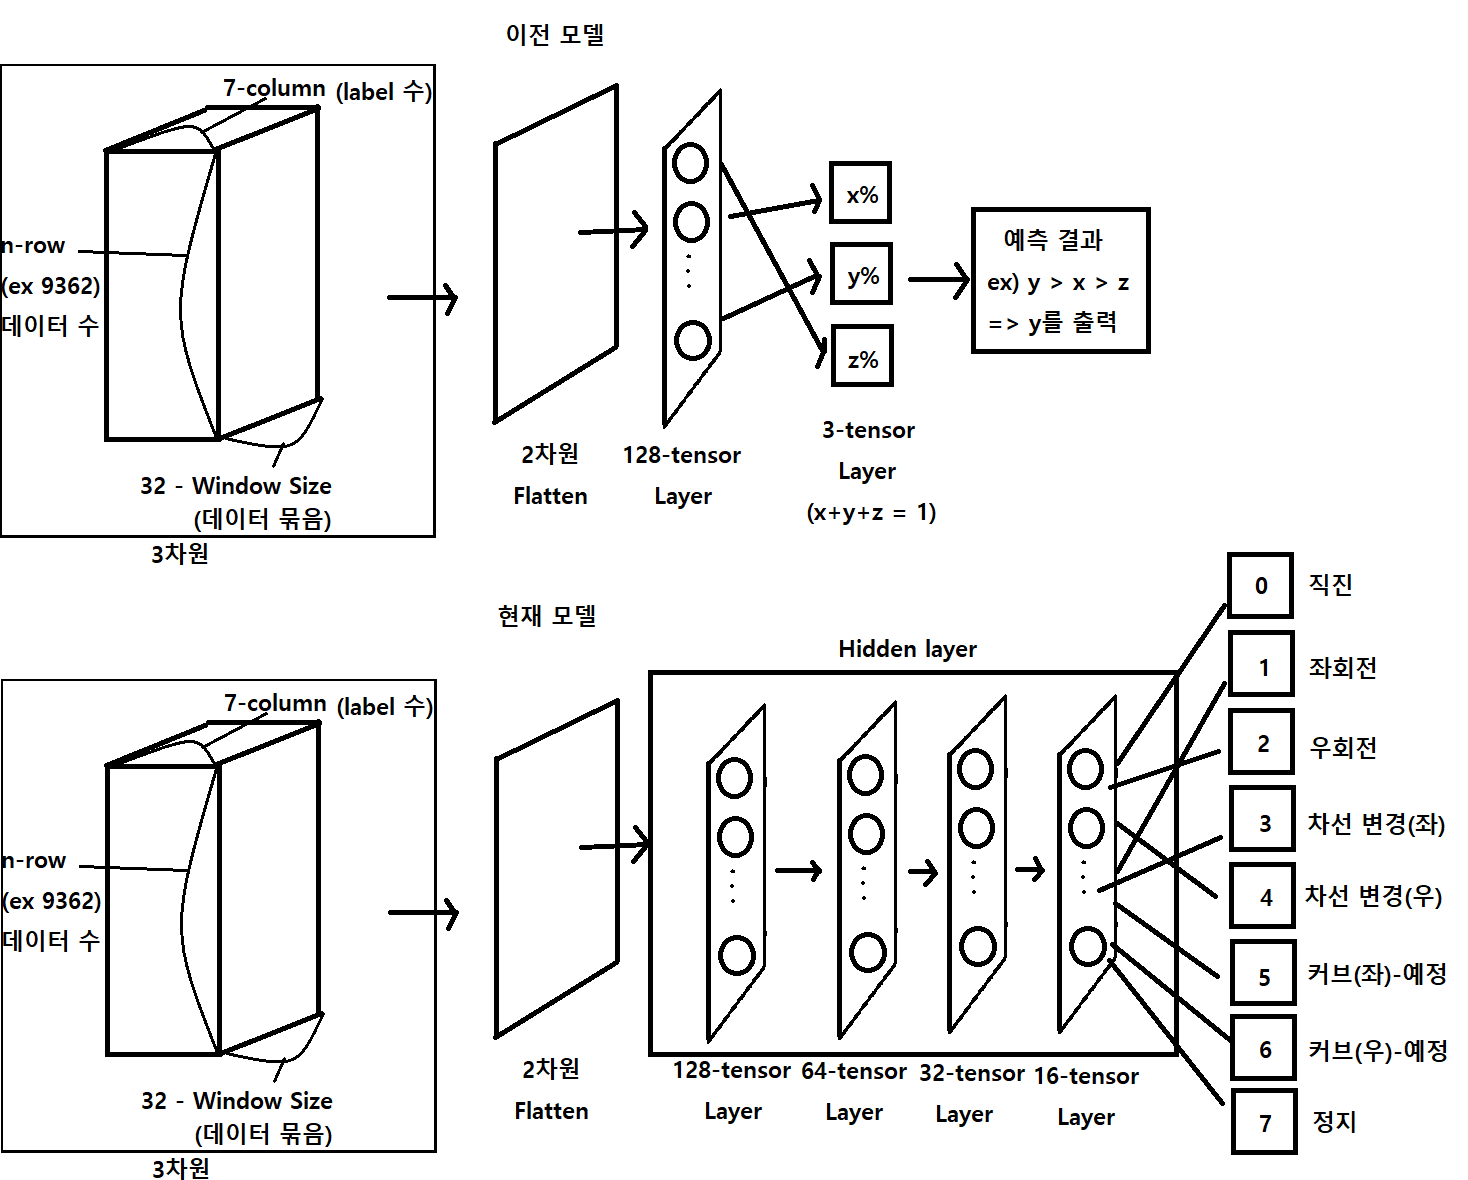 이전 모델
7-column (label 수)
n-row
(ex 9362)
데이터 수
32 - Window Size
(데이터 묶음)
3차원
2차원
Flatten
128-tensor
Layer
x%
y%
z%
3-tensor
Layer
(x+y+z = 1)
예측 결과
ex) y > x > z
=> y를 출력
현재 모델
7-column (label 수)
n-row
(ex 9362)
데이터 수
32 - Window Size
(데이터 묶음)
3차원
2차원
Flatten
Hidden layer
128-tensor
Layer
64-tensor
Layer
32-tensor
Layer
16-tensor
Layer
0 직진
1 좌회전
2 우회전
3 차선 변경(좌)
4 차선 변경(우)
5 커브(좌)-예정
6 커브(우)-예정
7 정지